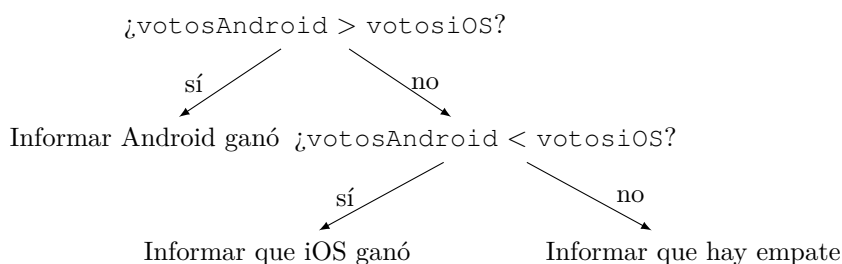 ¿votosAndroid > votosiOS?
sí
no
Informar Android ganó
¿votosAndroid < votosiOS?
sí
no
Informar que iOS ganó
Informar que hay empate